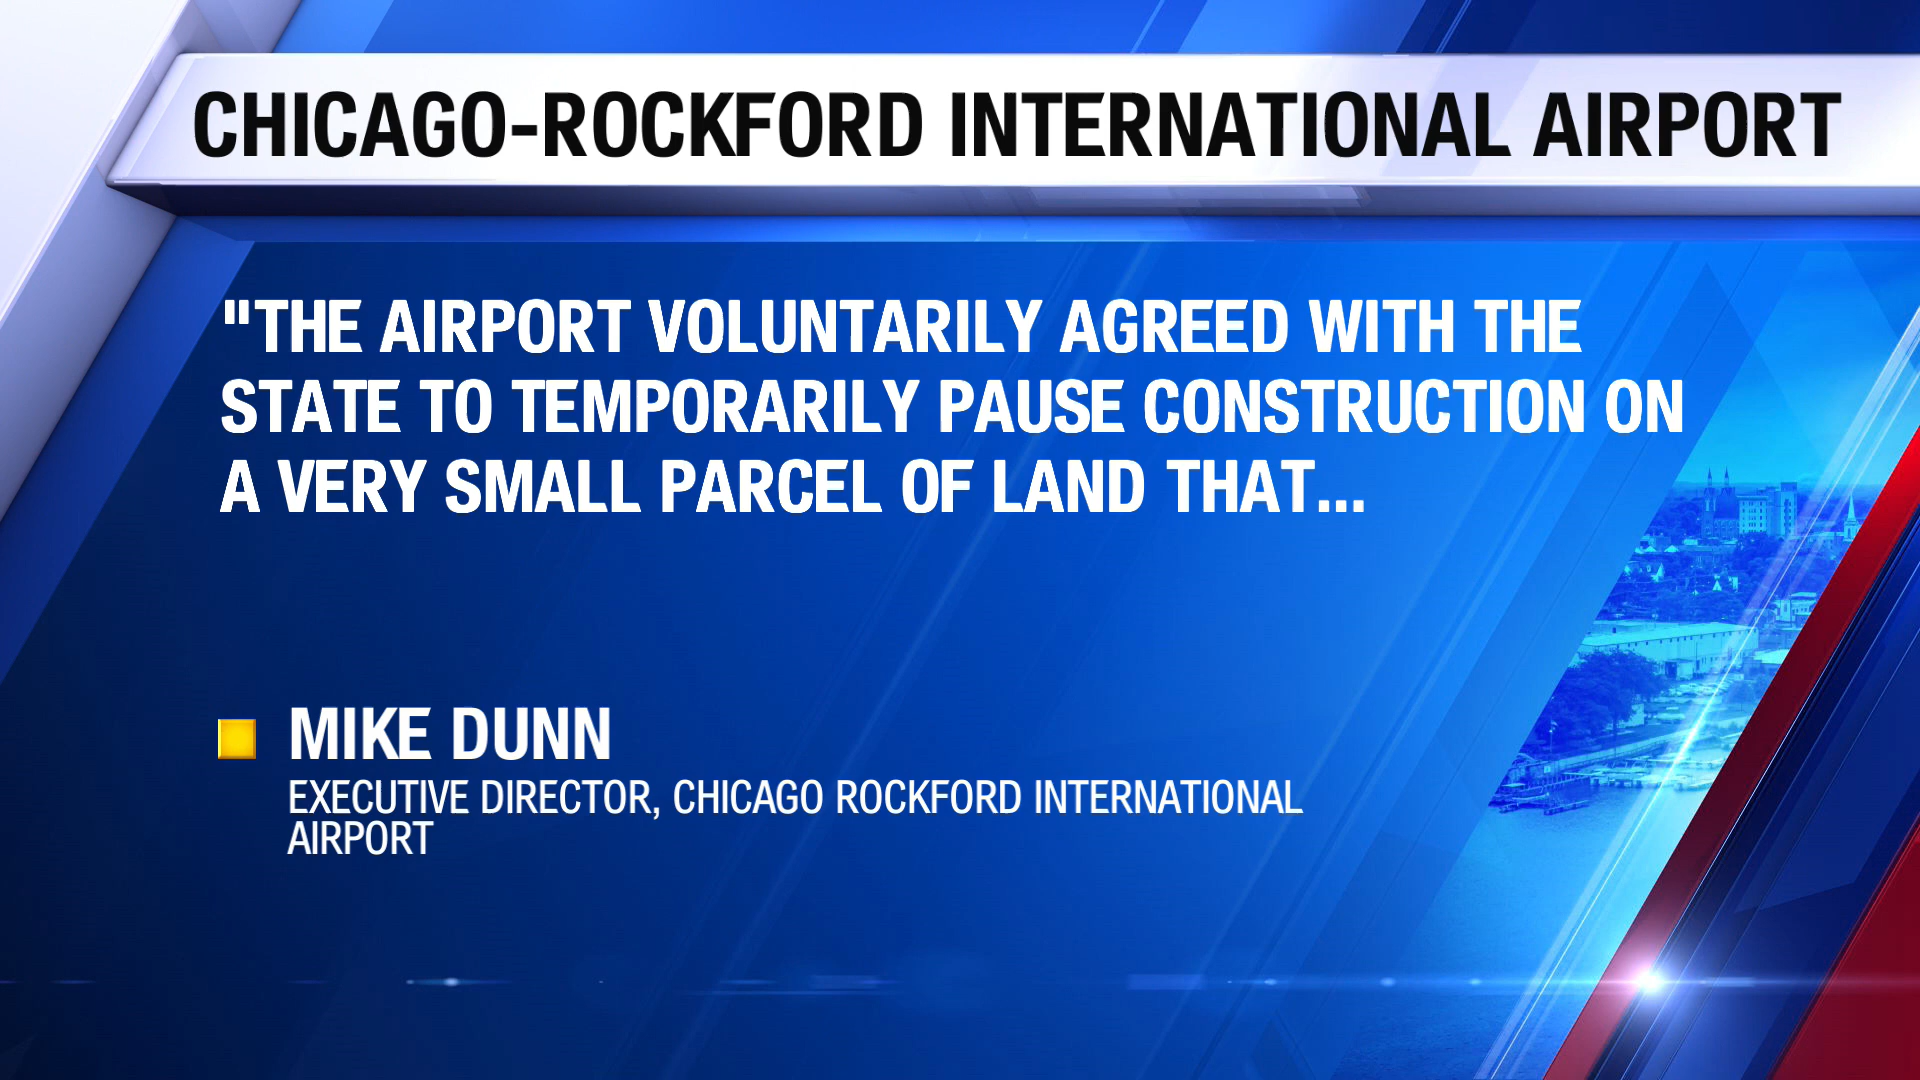 CHICAGO-ROCKFORD INTERNATIONAL AIRPORT
"THE AIRPORT VOLUNTARILY AGREED WITH THE
STATE TO TEMPORARILY PAUSE CONSTRUCTION ON
A VERY SMALL PARCEL OF LAND THAT...
MIKE DUNN
EXECUTIVE DIRECTOR, CHICAGO ROCKFORD INTERNATIONAL
AIRPORT